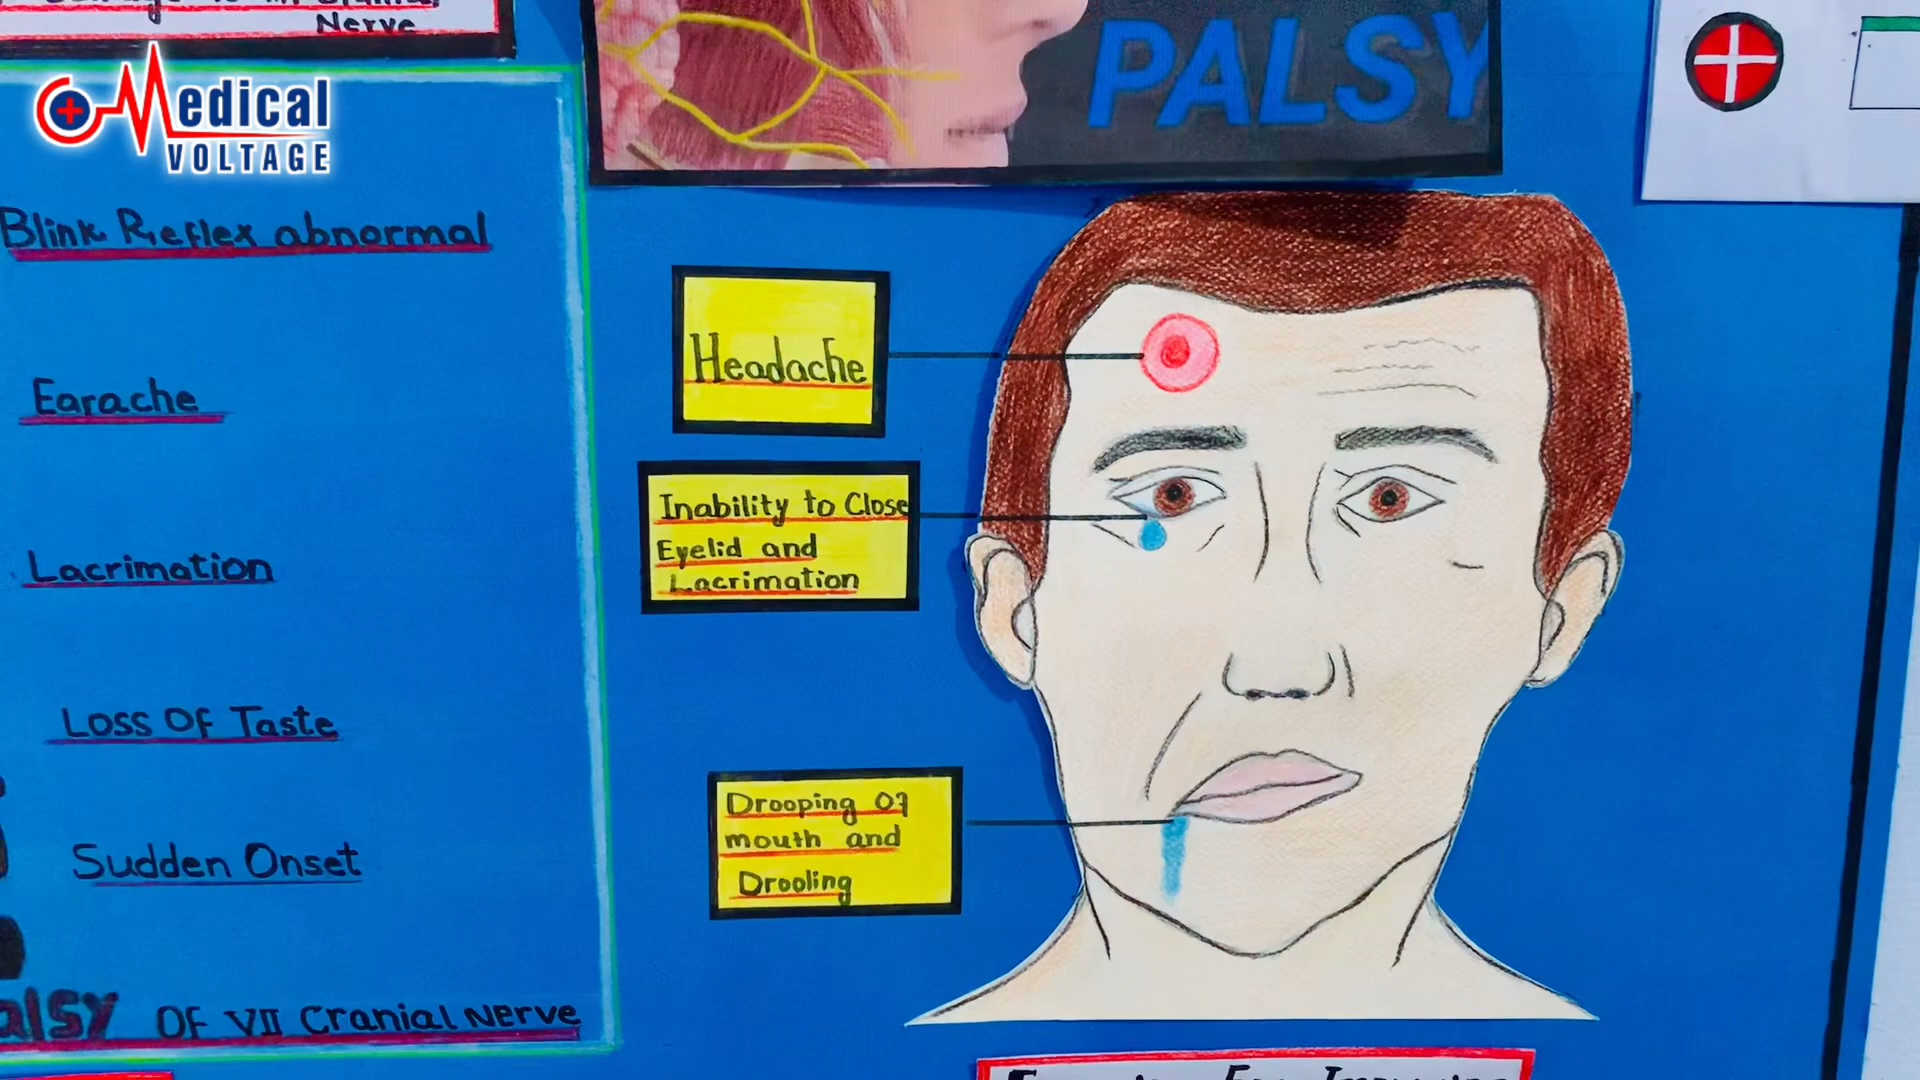 Nerve
Medical
VOLTAGE
PALSY
Blink Reflex abnormal
Earache
Lacrimation
Loss Of Taste
Sudden Onset
alsy OF VII Cranial Nerve
Headache
Inability to Close
Eyelid and
Lacrimation
Drooping Of
mouth and
Drooling